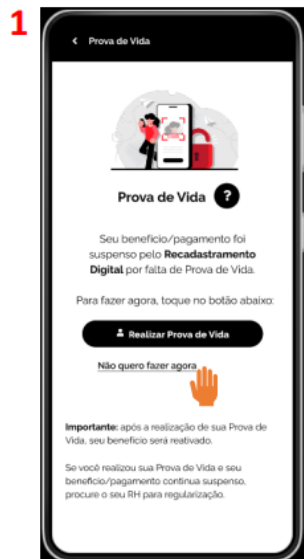 1
Prova de Vida
Prova de Vida ?
Seu benefício/pagamento foi
suspenso pelo Recadastramento
Digital por falta de Prova de Vida.
Para fazer agora, toque no botão abaixo:
Realizar Prova de Vida
Não quero fazer agora
Importante: após a realização de sua Prova de
Vida, seu benefício será reativado.
Se você realizou sua Prova de Vida e seu
benefício/pagamento continua suspenso,
procure o seu RH para regularização.